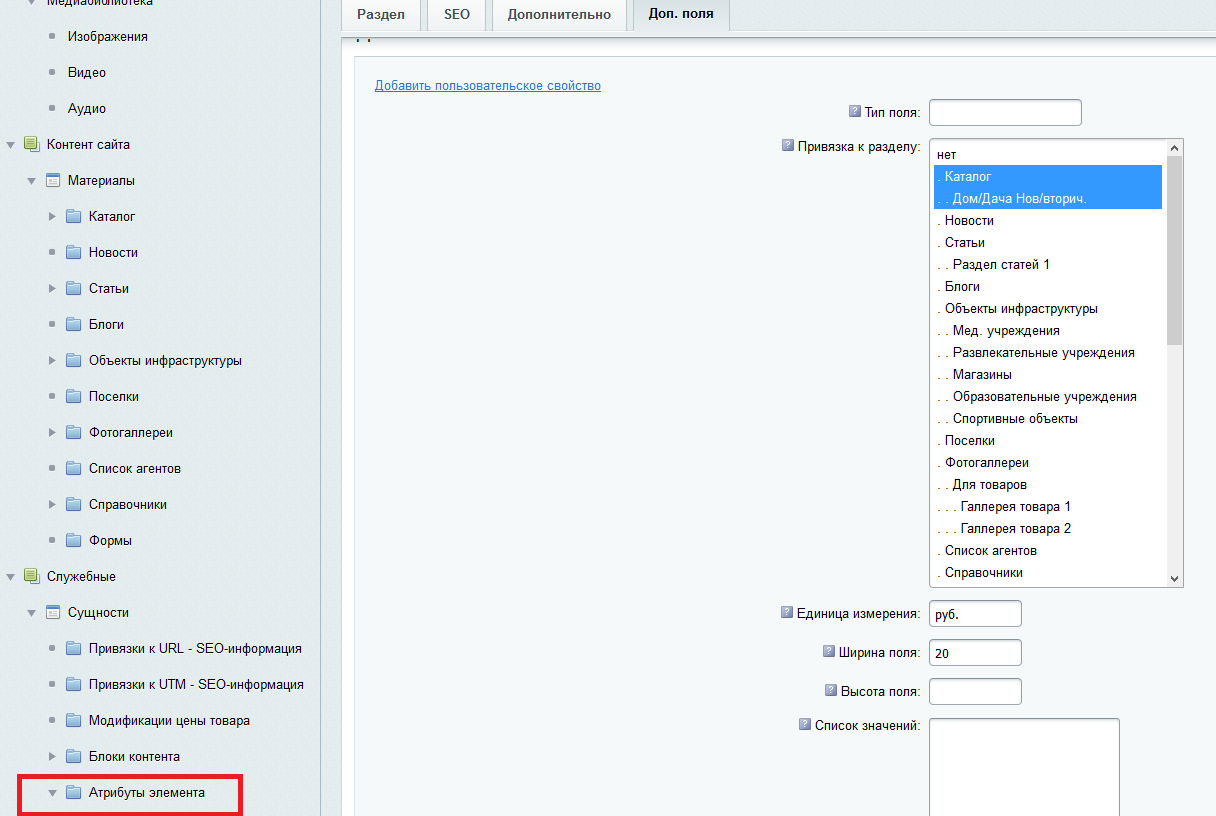 Медиабиблиотека
Изображения
Видео
Аудио
Контент сайта
Материалы
Каталог
Новости
Статьи
Блоги
Объекты инфраструктуры
Поселки
Фотогаллереи
Список агентов
Справочники
Формы
Служебные
Сущности
Привязки к URL - SEO-информация
Привязки к UTM - SEO-информация
Модификации цены товара
Блоки контента
Атрибуты элемента
Раздел SEO Дополнительно Доп. поля
Добавить пользовательское свойство
? Тип поля:
? Привязка к разделу:
нет
. Каталог
. . Дом/Дача Нов/вторич.
. Новости
. Статьи
. . Раздел статей 1
. Блоги
. Объекты инфраструктуры
. . Мед. учреждения
. . Развлекательные учреждения
. . Магазины
. . Образовательные учреждения
. . Спортивные объекты
. Поселки
. Фотогаллереи
. . Для товаров
. . . Галлерея товара 1
. . . Галлерея товара 2
. Список агентов
. Справочники
? Единица измерения: руб.
? Ширина поля: 20
? Высота поля:
? Список значений: